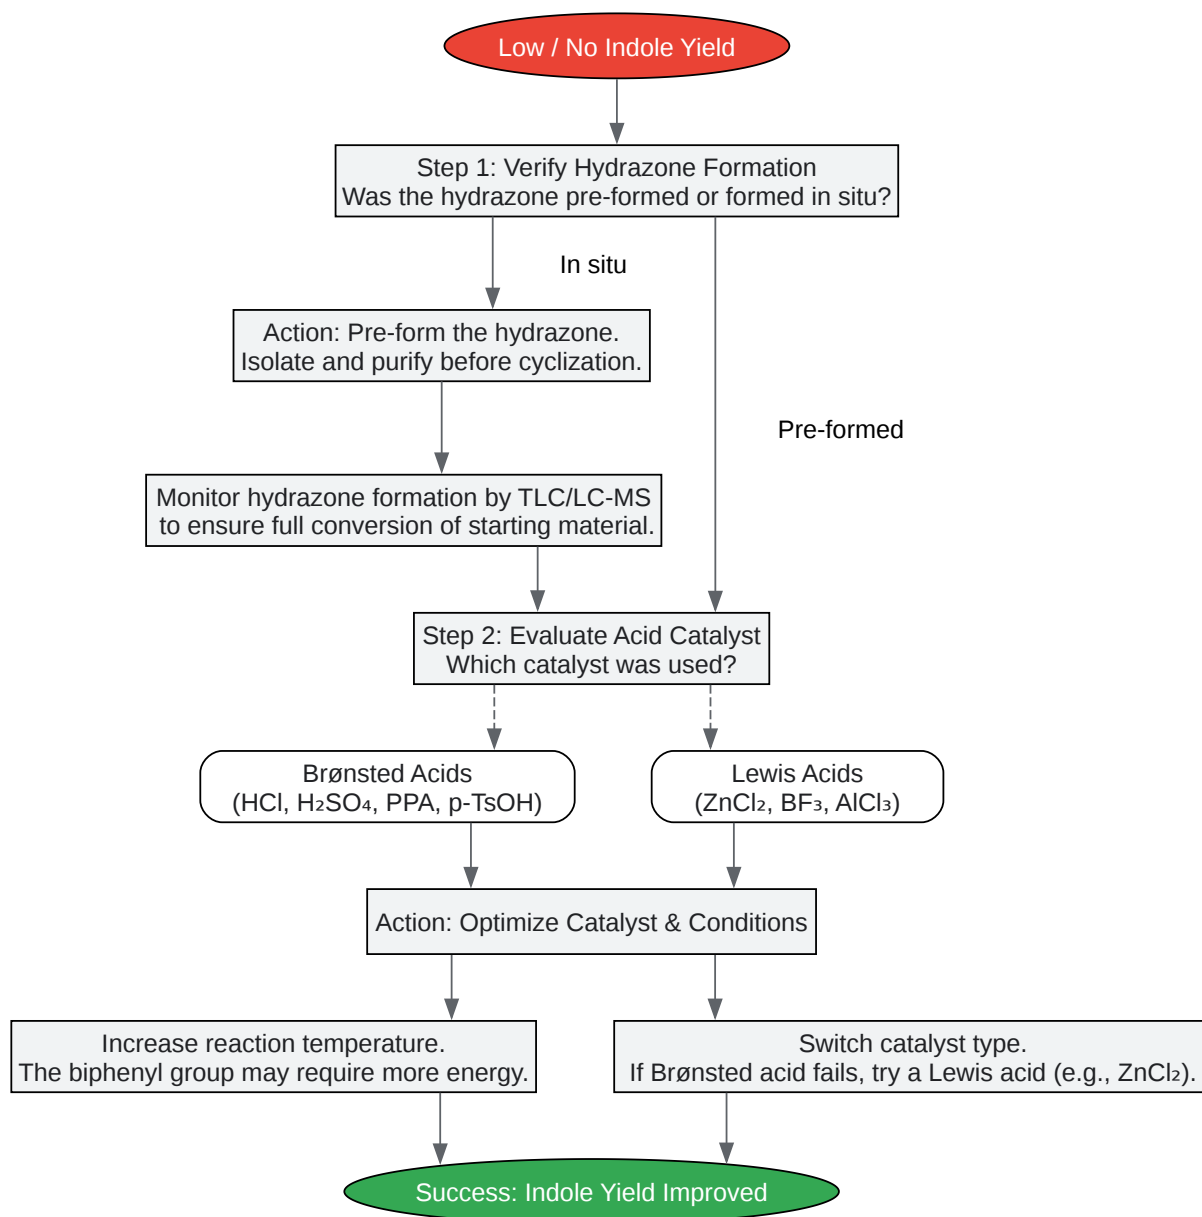 Low / No Indole Yield
Step 1: Verify Hydrazone Formation
Was the hydrazone pre-formed or formed in situ?
In situ
Action: Pre-form the hydrazone.
Isolate and purify before cyclization.
Pre-formed
Monitor hydrazone formation by TLC/LC-MS
to ensure full conversion of starting material.
Step 2: Evaluate Acid Catalyst
Which catalyst was used?
Brønsted Acids
(HCl, H₂SO₄, PPA, p-TsOH)
Lewis Acids
(ZnCl₂, BF₃, AlCl₃)
Action: Optimize Catalyst & Conditions
Increase reaction temperature.
The biphenyl group may require more energy.
Switch catalyst type.
If Brønsted acid fails, try a Lewis acid (e.g., ZnCl₂).
Success: Indole Yield Improved